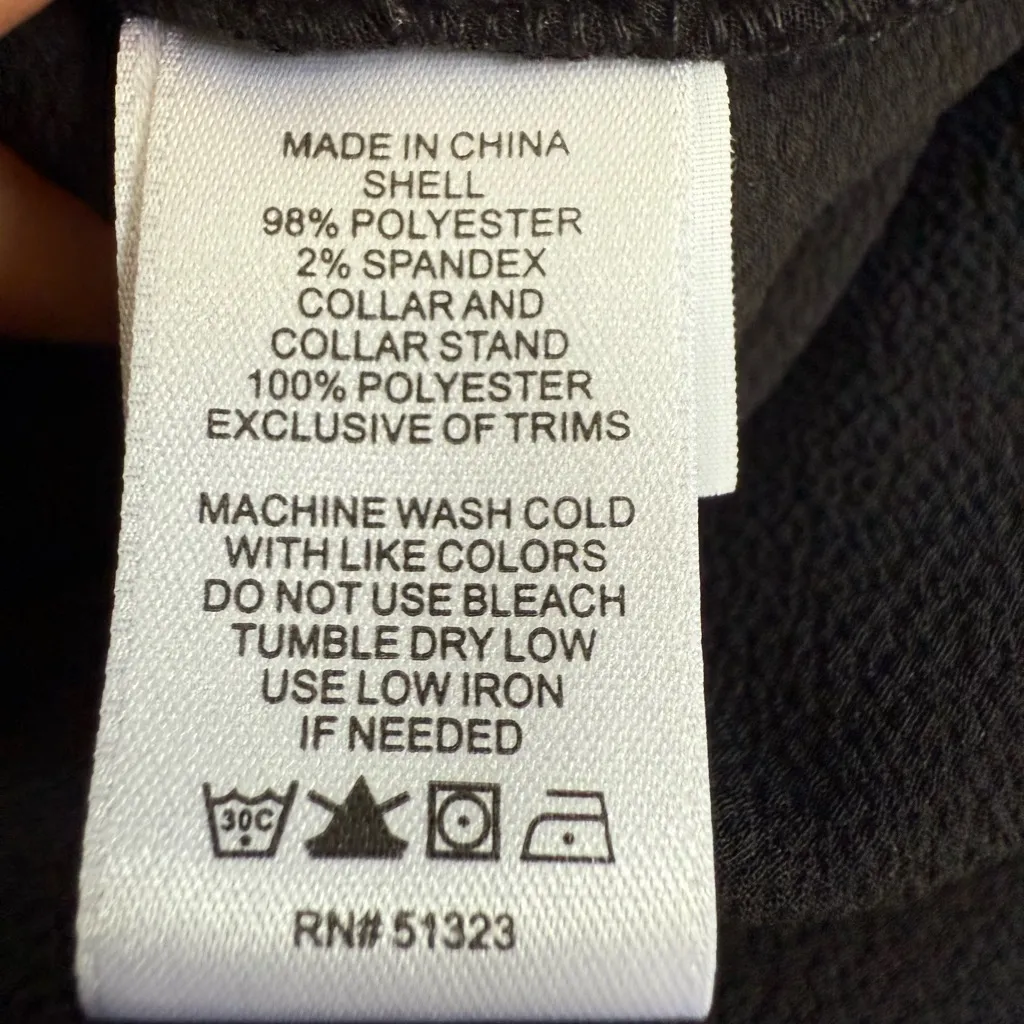 MADE IN CHINA
SHELL
98% POLYESTER
2% SPANDEX
COLLAR AND
COLLAR STAND
100% POLYESTER
EXCLUSIVE OF TRIMS
MACHINE WASH COLD
WITH LIKE COLORS
DO NOT USE BLEACH
TUMBLE DRY LOW
USE LOW IRON
IF NEEDED
30C
RN# 51323